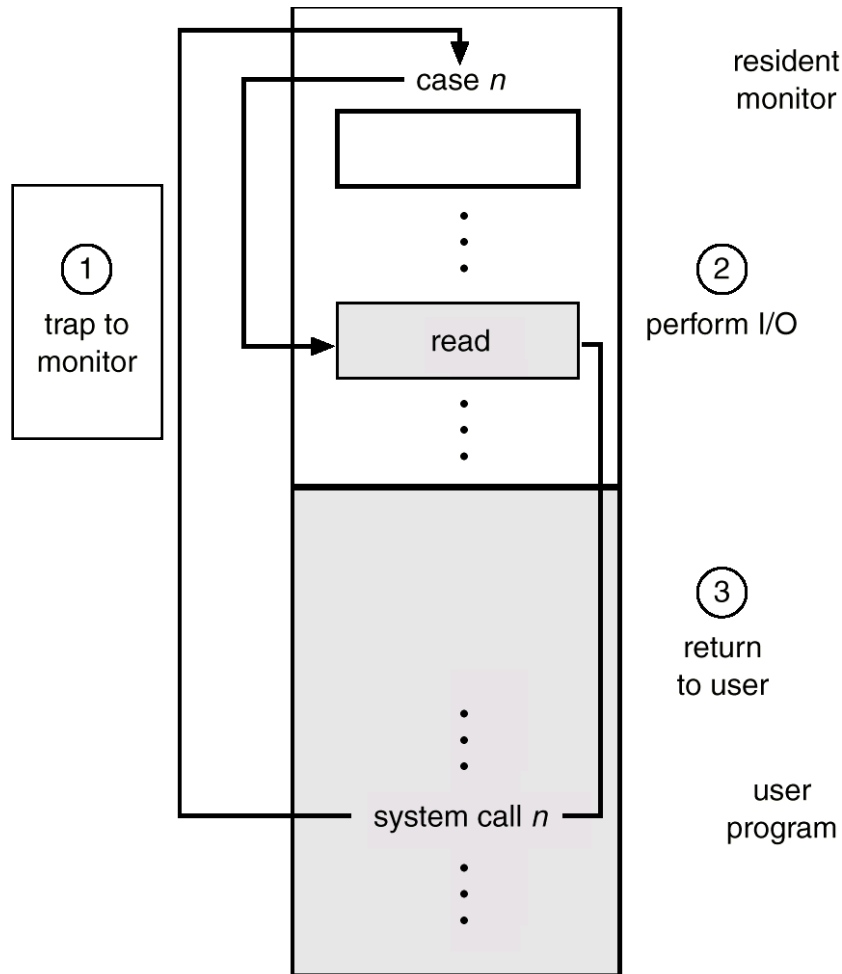 case n
resident
monitor
1
trap to
monitor
2
perform I/O
read
3
return
to user
system call n
user
program